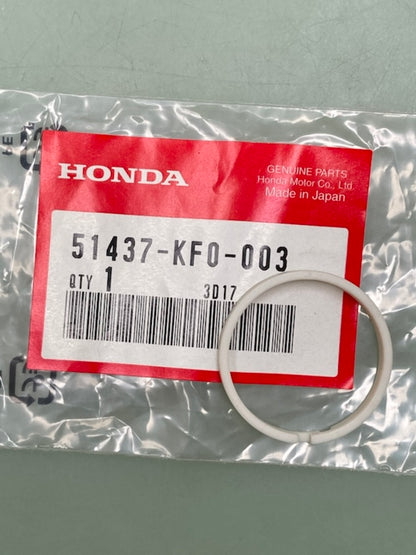 HONDA
GENUINE PARTS
Honda Motor Co., Ltd.
Made in Japan
51437-KF0-003
QTY 1
3D17